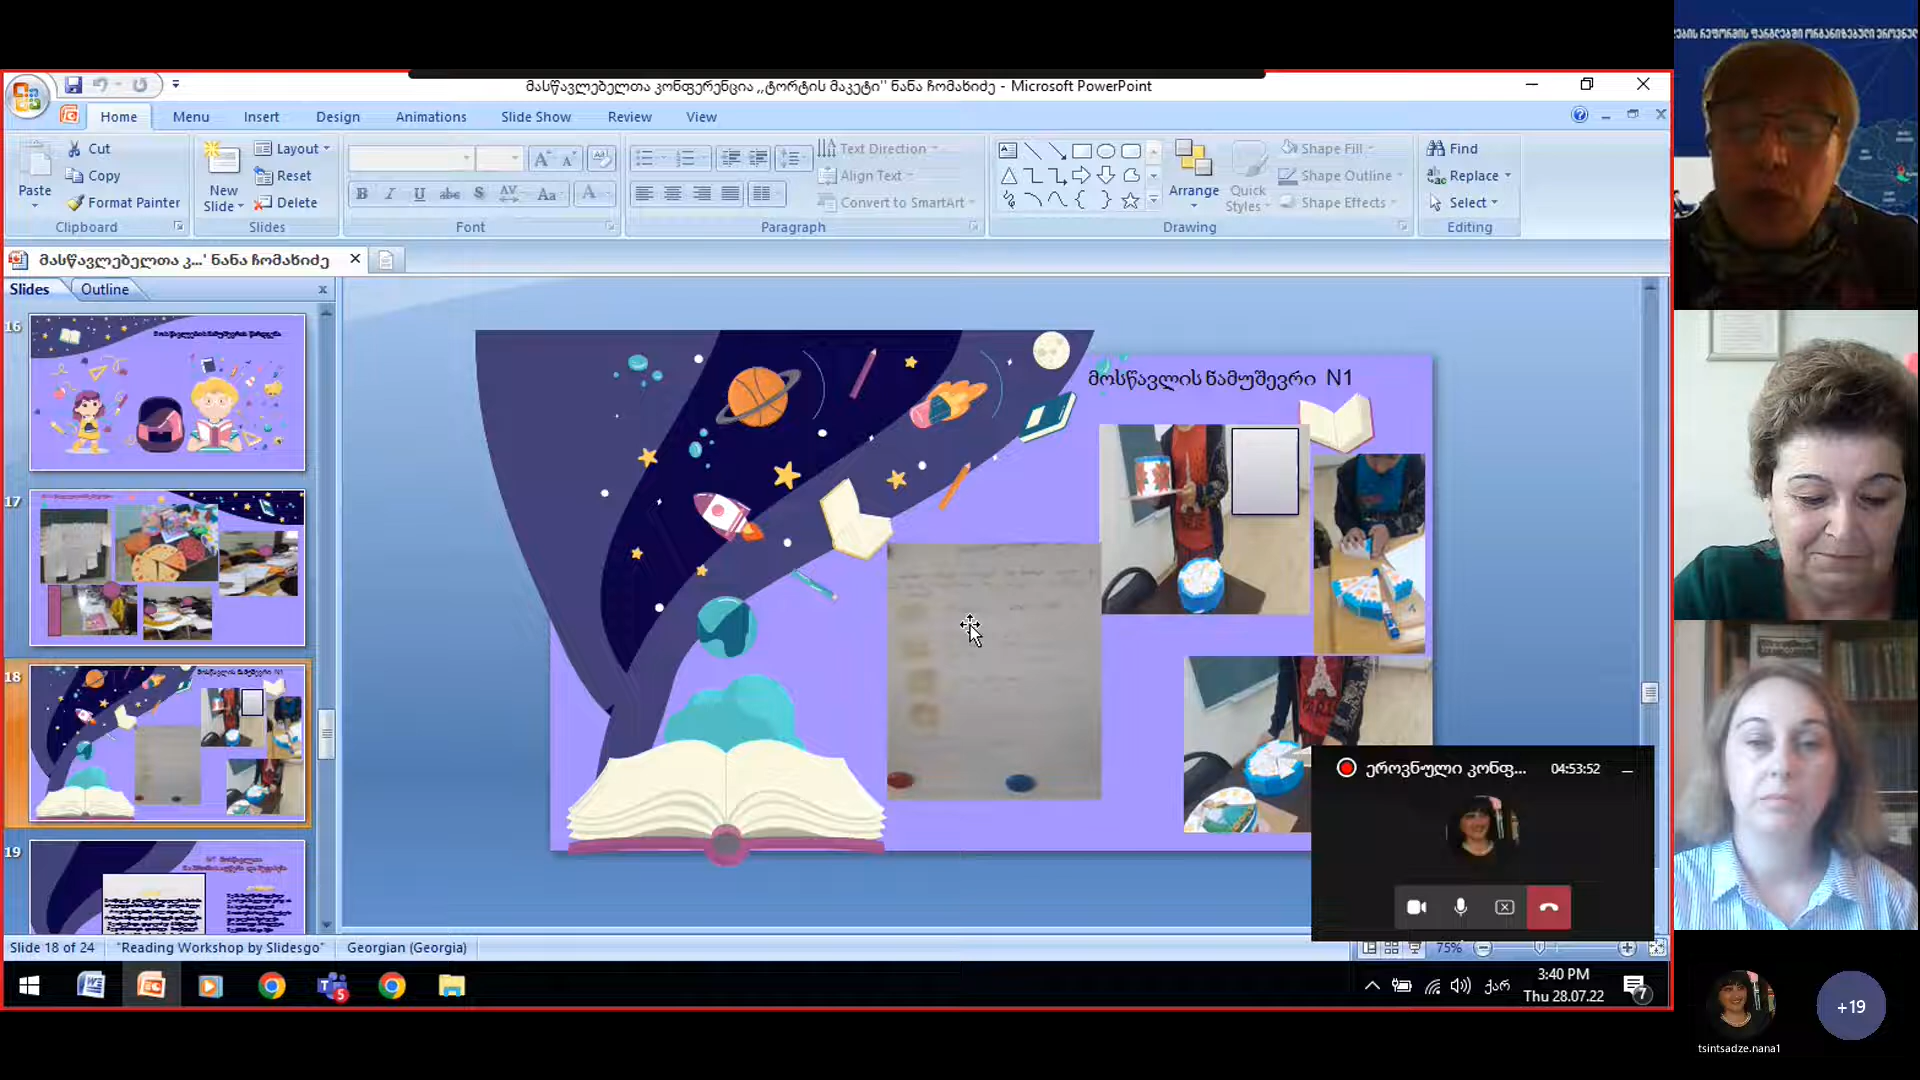 მასწავლებელთა კონფერენცია ,,ტორტის მაკეტი'' ნანა ჩომახიძე - Microsoft PowerPoint
Home Menu Insert Design Animations Slide Show Review View
Paste
Cut
Copy
Format Painter
Clipboard
New Slide
Layout
Reset
Delete
Slides
Font
Text Direction
Align Text
Convert to SmartArt
Paragraph
Arrange
Quick Styles
Shape Fill
Shape Outline
Shape Effects
Drawing
Find
Replace
Select
Editing
მასწავლებელთა კ...' ნანა ჩომახიძე
Slides Outline
16
17
18
19
მოსწავლის ნამუშევრი N1
ეროვნული კონფ... 04:53:52
Slide 18 of 24 "Reading Workshop by Slidesgo" Georgian (Georgia) 75%
ქარ
3:40 PM
Thu 28.07.22
7
5
+19
tsintsadze.nana1